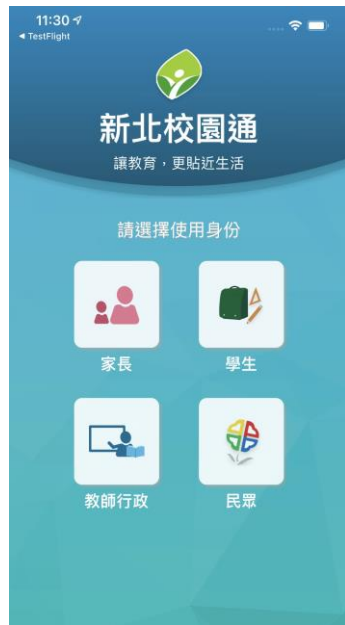 11:30
◀ TestFlight
新北校園通
讓教育，更貼近生活
請選擇使用身份
家長
學生
教師行政
民眾